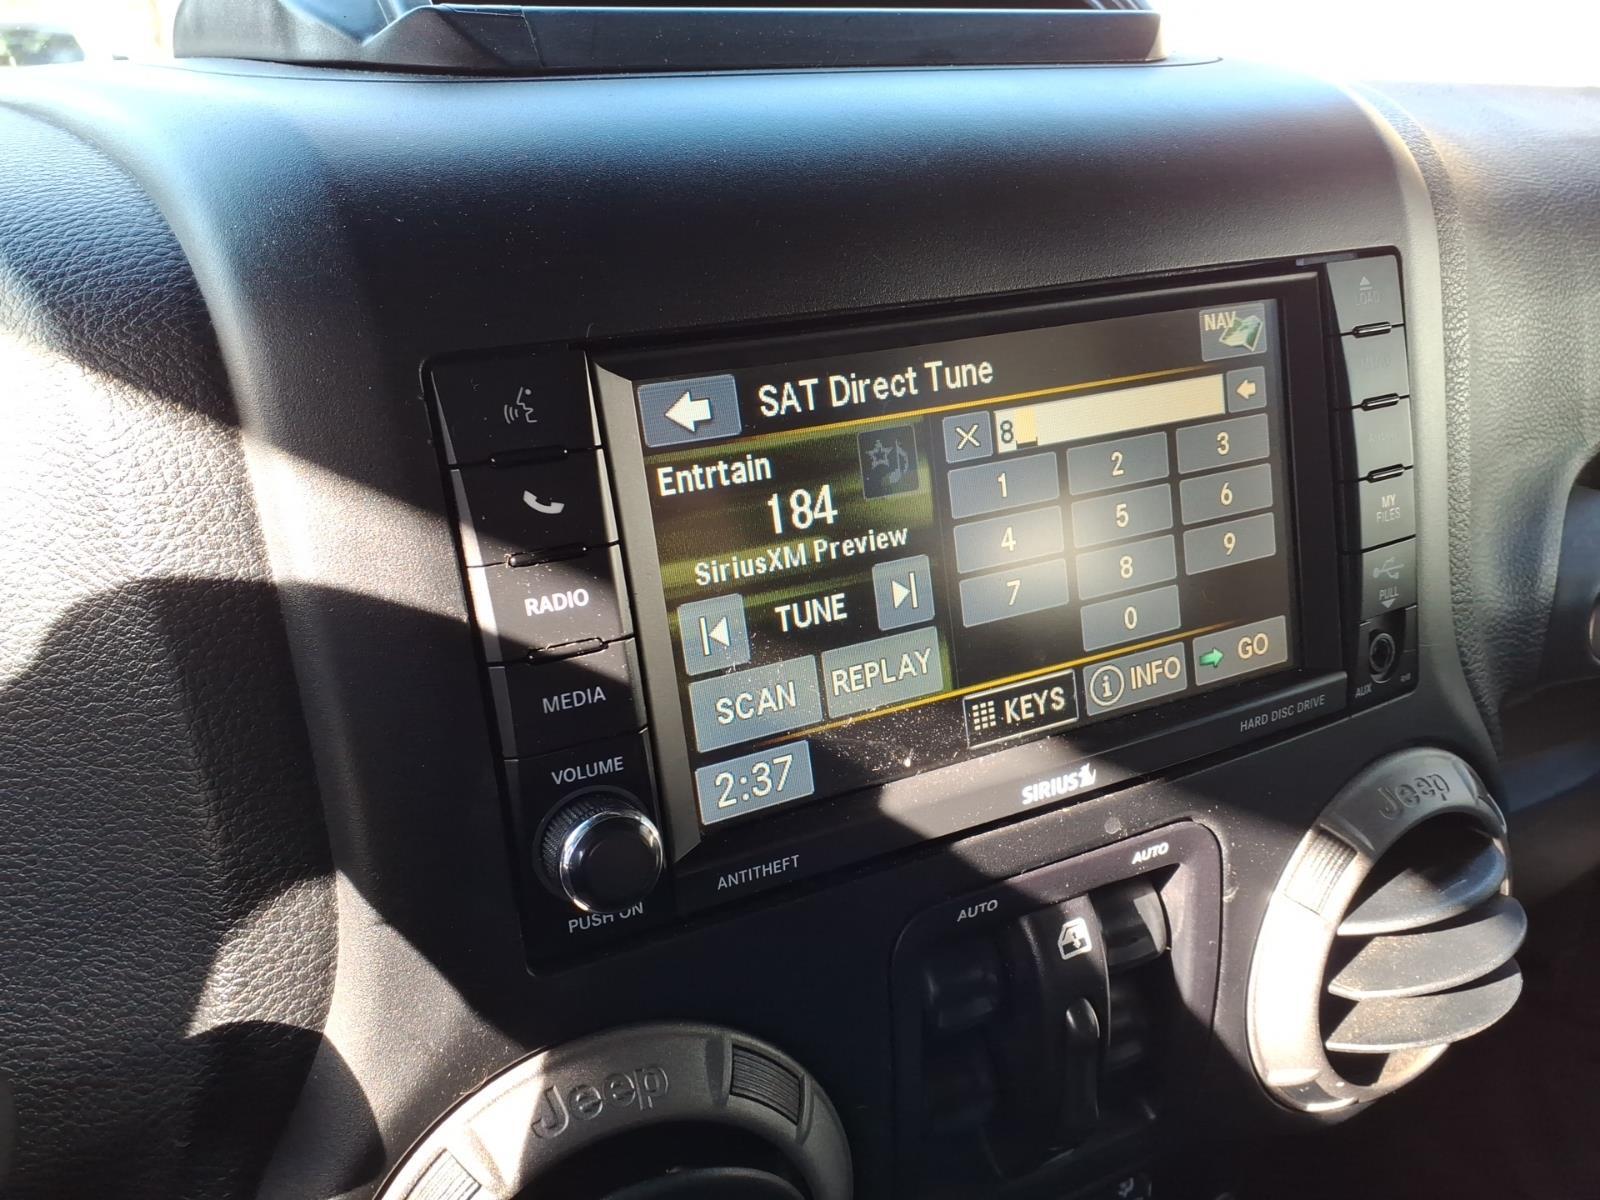 NAV
SAT Direct Tune
8
Entrtain
184
SiriusXM Preview
TUNE
SCAN
REPLAY
2:37
1
2
3
4
5
6
7
8
9
0
KEYS
i INFO
GO
RADIO
MEDIA
VOLUME
PUSH ON
ANTITHEFT
SIRIUS
HARD DISC DRIVE
LOAD
MY
FILES
PULL
AUX
AUTO
AUTO
Jeep
Jeep